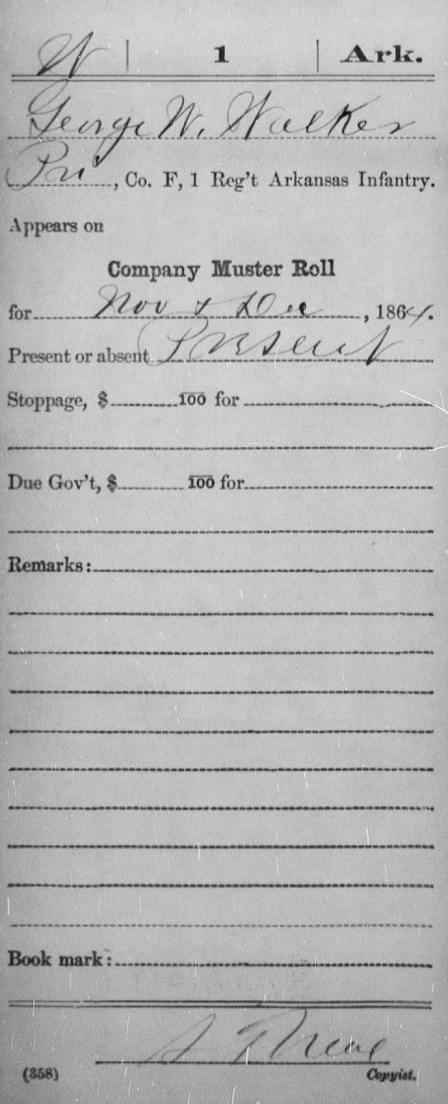 W | 1 | Ark.
George W. Walker
Pri, Co. F, 1 Reg't Arkansas Infantry.
Appears on
Company Muster Roll
for Nov & Dec, 1864.
Present or absent Present
Stoppage, $ 100 for
Due Gov't, $ 100 for
Remarks:
Book mark:
(358) Copyist.